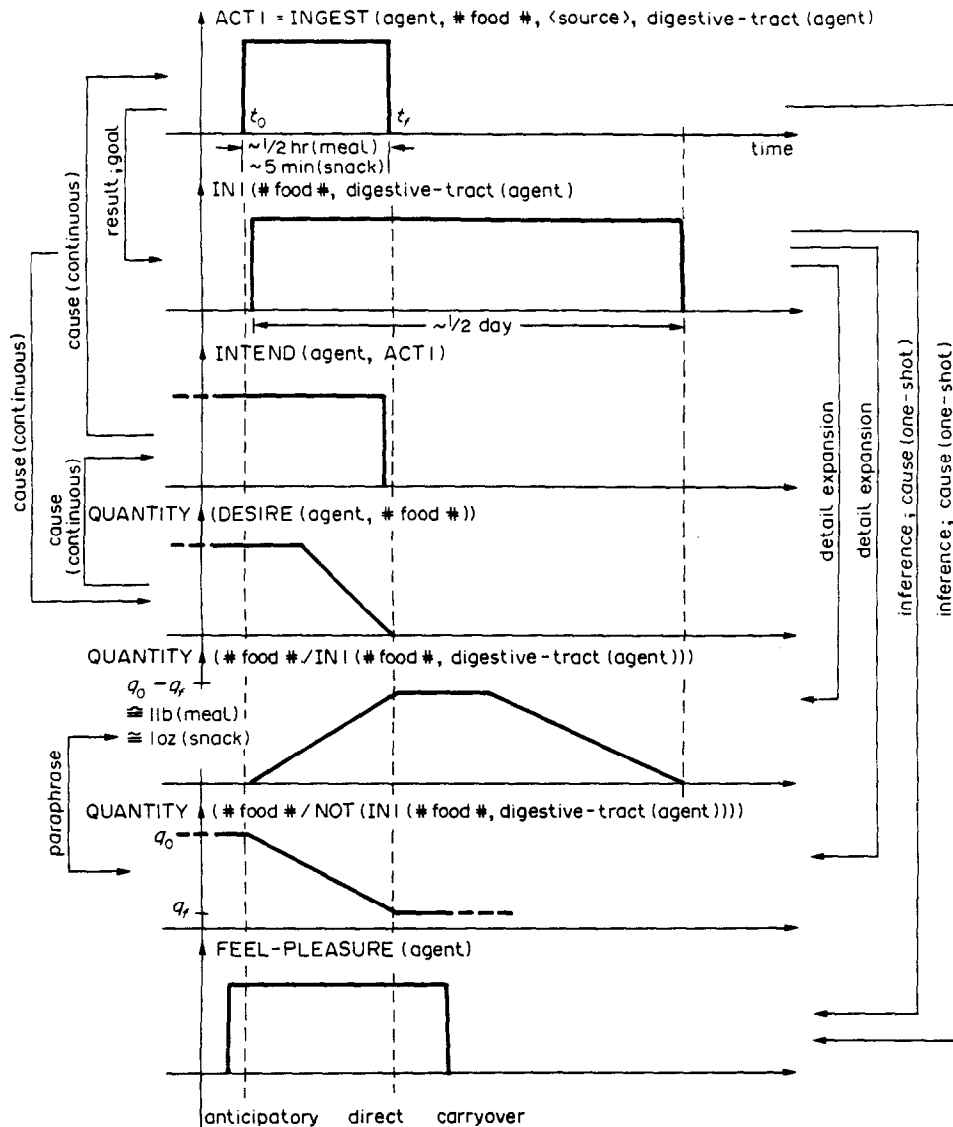 ACT1 = INGEST (agent, # food #, <source>, digestive-tract (agent)
t₀
t_f
~1/2 hr (meal)
~5 min (snack)
time
result; goal
cause (continuous)
cause (continuous)
IN1 (# food #, digestive-tract (agent)
~1/2 day
INTEND (agent, ACT1)
cause
(continuous)
QUANTITY (DESIRE (agent, # food #))
detail expansion
detail expansion
inference; cause (one-shot)
inference; cause (one-shot)
QUANTITY (# food #/IN1 (# food #, digestive-tract (agent)))
q₀ - q_f
≅ 1lb (meal)
≅ 1oz (snack)
paraphrase
QUANTITY (# food # / NOT (IN1 (# food #, digestive-tract (agent))))
q₀
q_f
FEEL-PLEASURE (agent)
anticipatory direct carryover